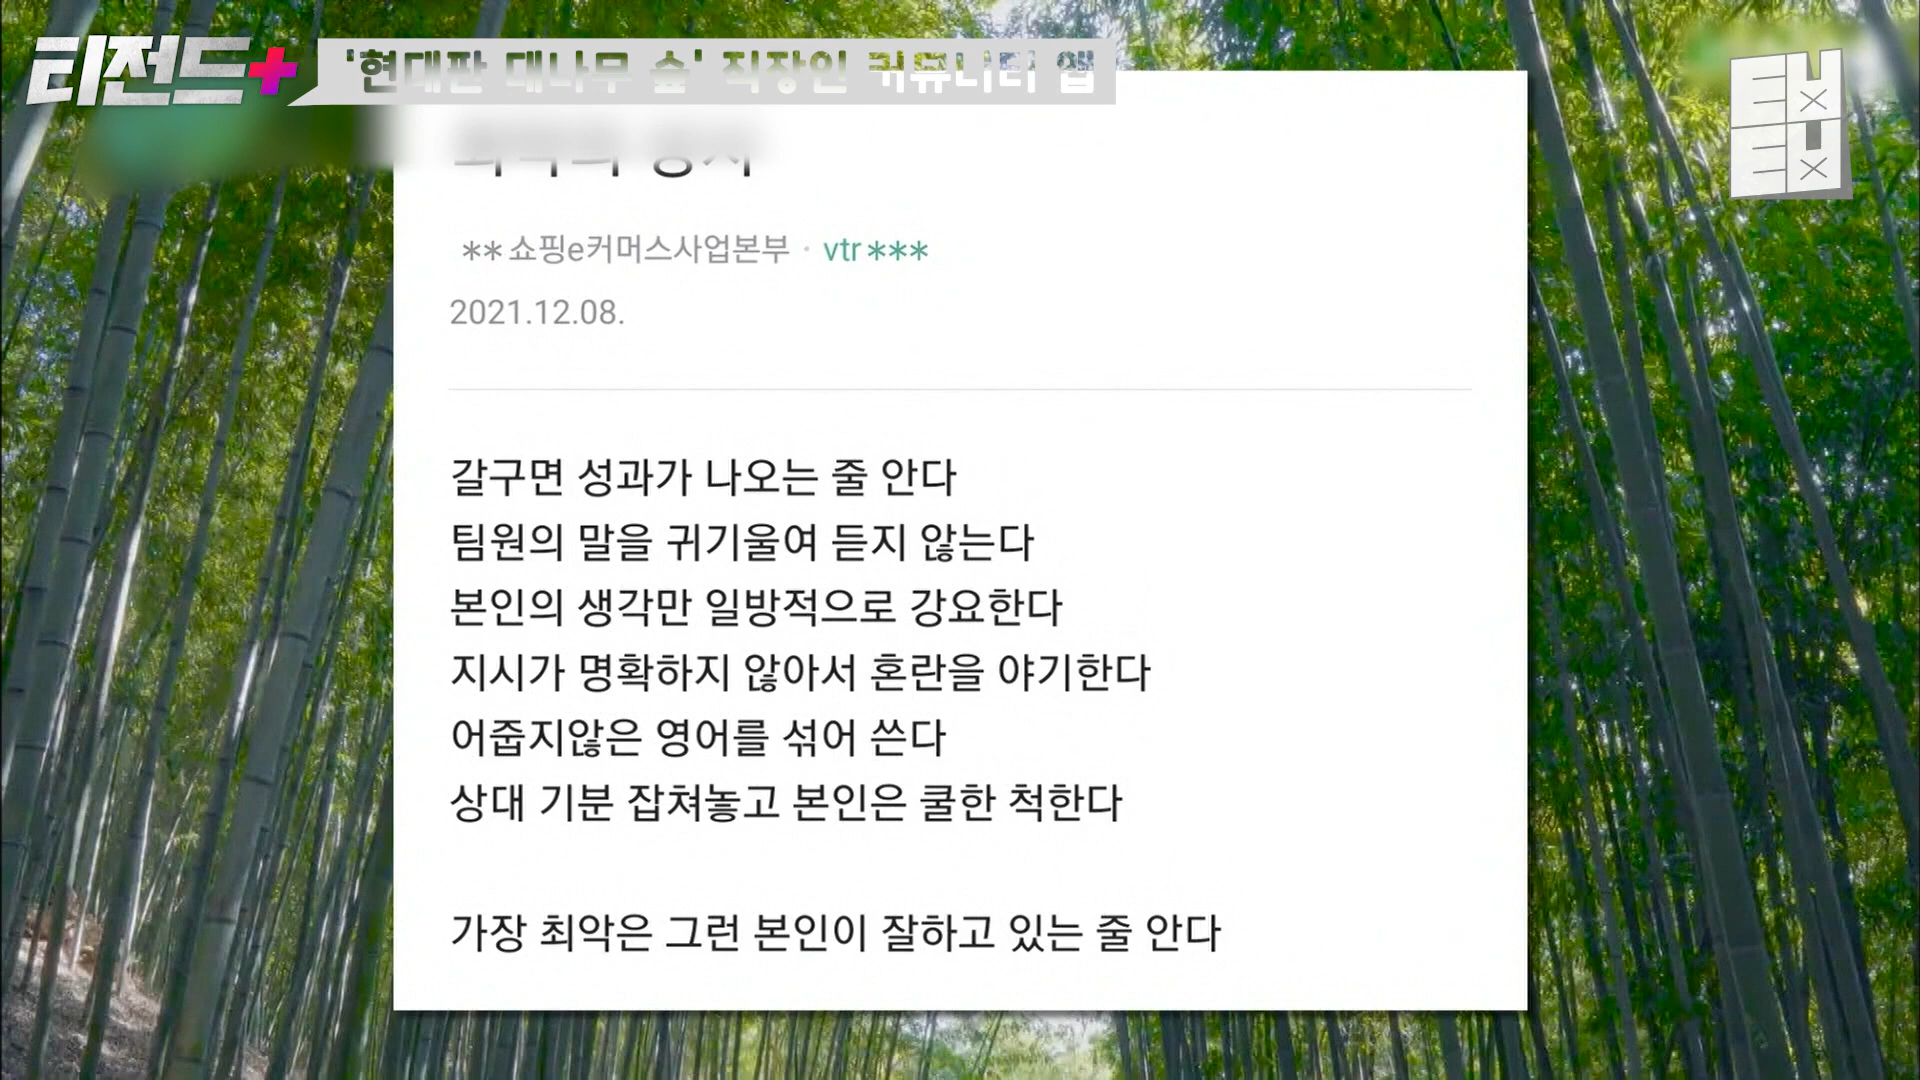 티전드+ '현대판 대나무 숲' 직장인 커뮤니티 앱
**쇼핑e커머스사업본부 · vtr***
2021.12.08.
갈구면 성과가 나오는 줄 안다
팀원의 말을 귀기울여 듣지 않는다
본인의 생각만 일방적으로 강요한다
지시가 명확하지 않아서 혼란을 야기한다
어줍지않은 영어를 섞어 쓴다
상대 기분 잡쳐놓고 본인은 쿨한 척한다
가장 최악은 그런 본인이 잘하고 있는 줄 안다